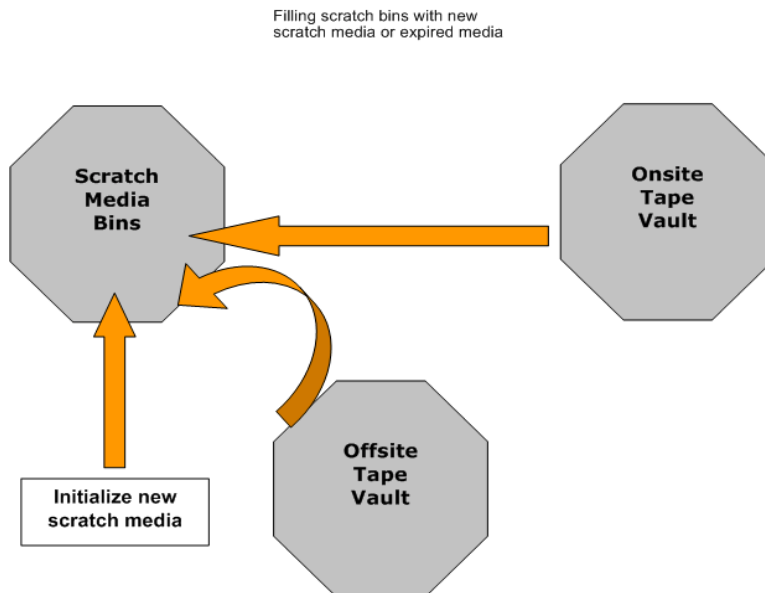 Filling scratch bins with new
scratch media or expired media
Scratch
Media
Bins
Onsite
Tape
Vault
Offsite
Tape
Vault
Initialize new
scratch media